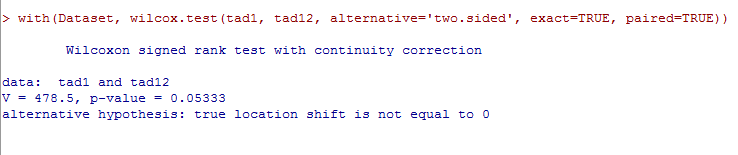 > with(Dataset, wilcox.test(tad1, tad12, alternative='two.sided', exact=TRUE, paired=TRUE))
Wilcoxon signed rank test with continuity correction
data:  tad1 and tad12
V = 478.5, p-value = 0.05333
alternative hypothesis: true location shift is not equal to 0